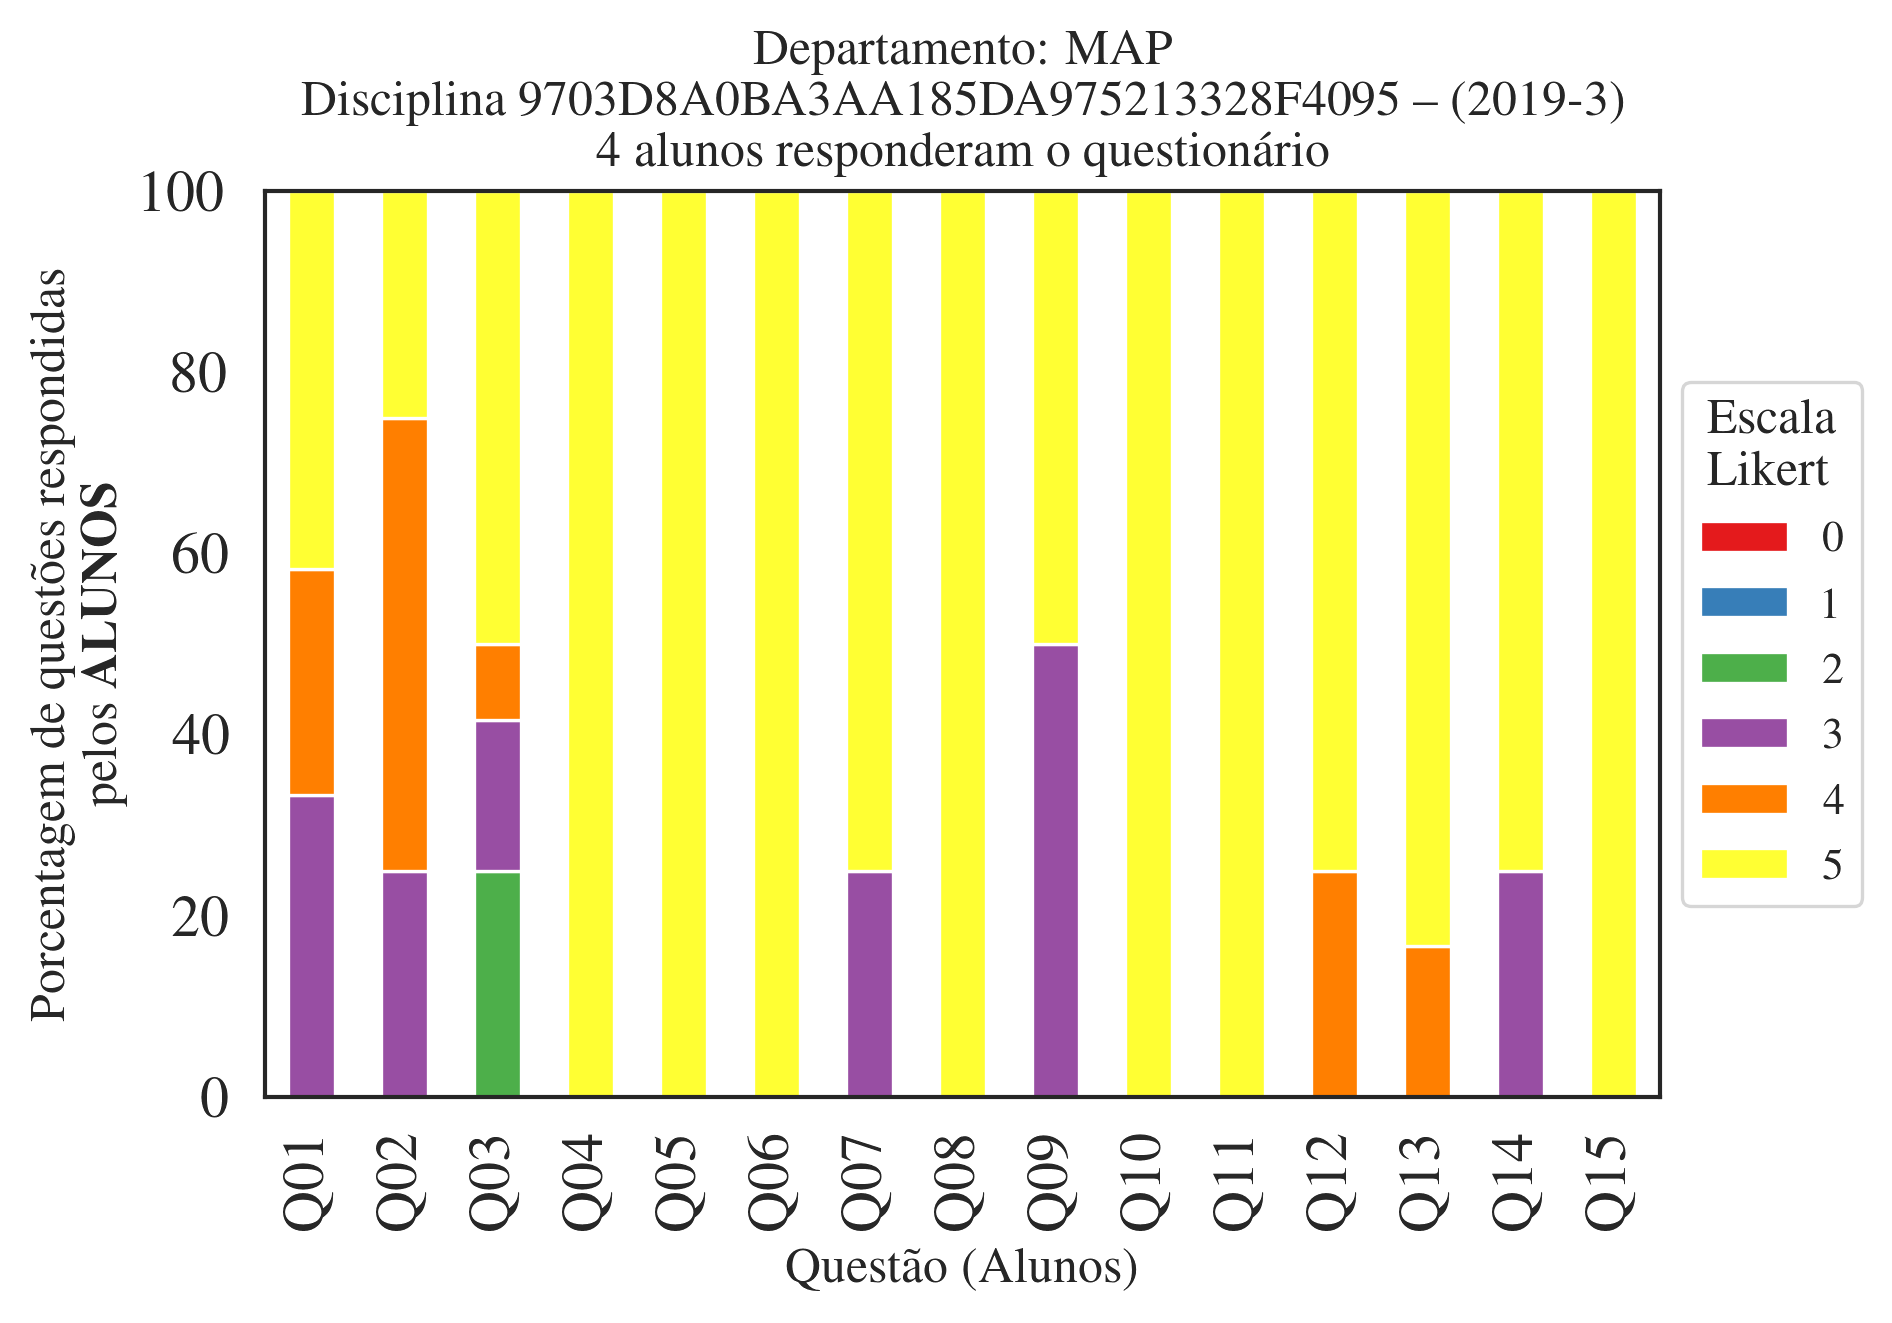 Departamento: MAP
Disciplina 9703D8A0BA3AA185DA975213328F4095 – (2019-3)
4 alunos responderam o questionário
Porcentagem de questões respondidas
pelos ALUNOS
100
80
60
40
20
0
Q01
Q02
Q03
Q04
Q05
Q06
Q07
Q08
Q09
Q10
Q11
Q12
Q13
Q14
Q15
Questão (Alunos)
Escala
Likert
0
1
2
3
4
5